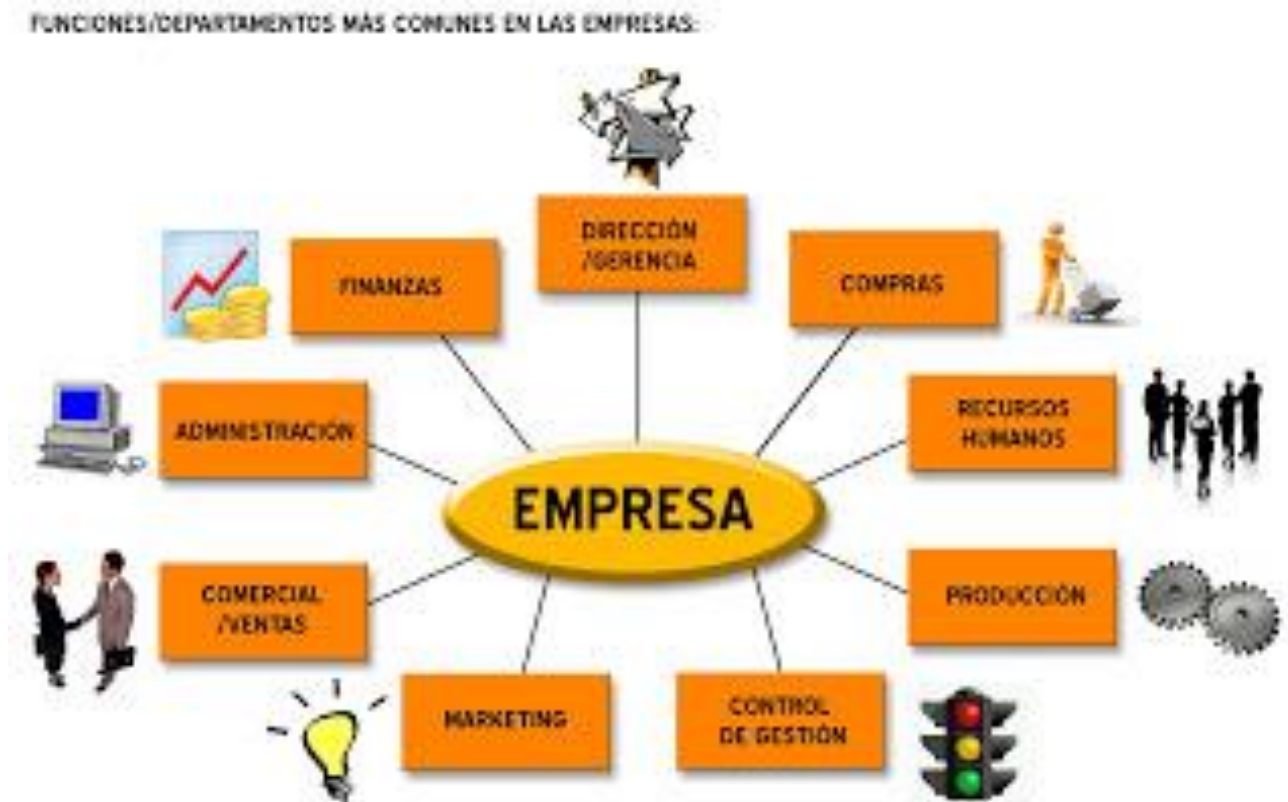 FUNCIONES/DEPARTAMENTOS MÁS COMUNES EN LAS EMPRESAS:
DIRECCIÓN
/GERENCIA
FINANZAS
COMPRAS
ADMINISTRACIÓN
RECURSOS
HUMANOS
EMPRESA
COMERCIAL
/VENTAS
PRODUCCIÓN
MARKETING
CONTROL
DE GESTIÓN